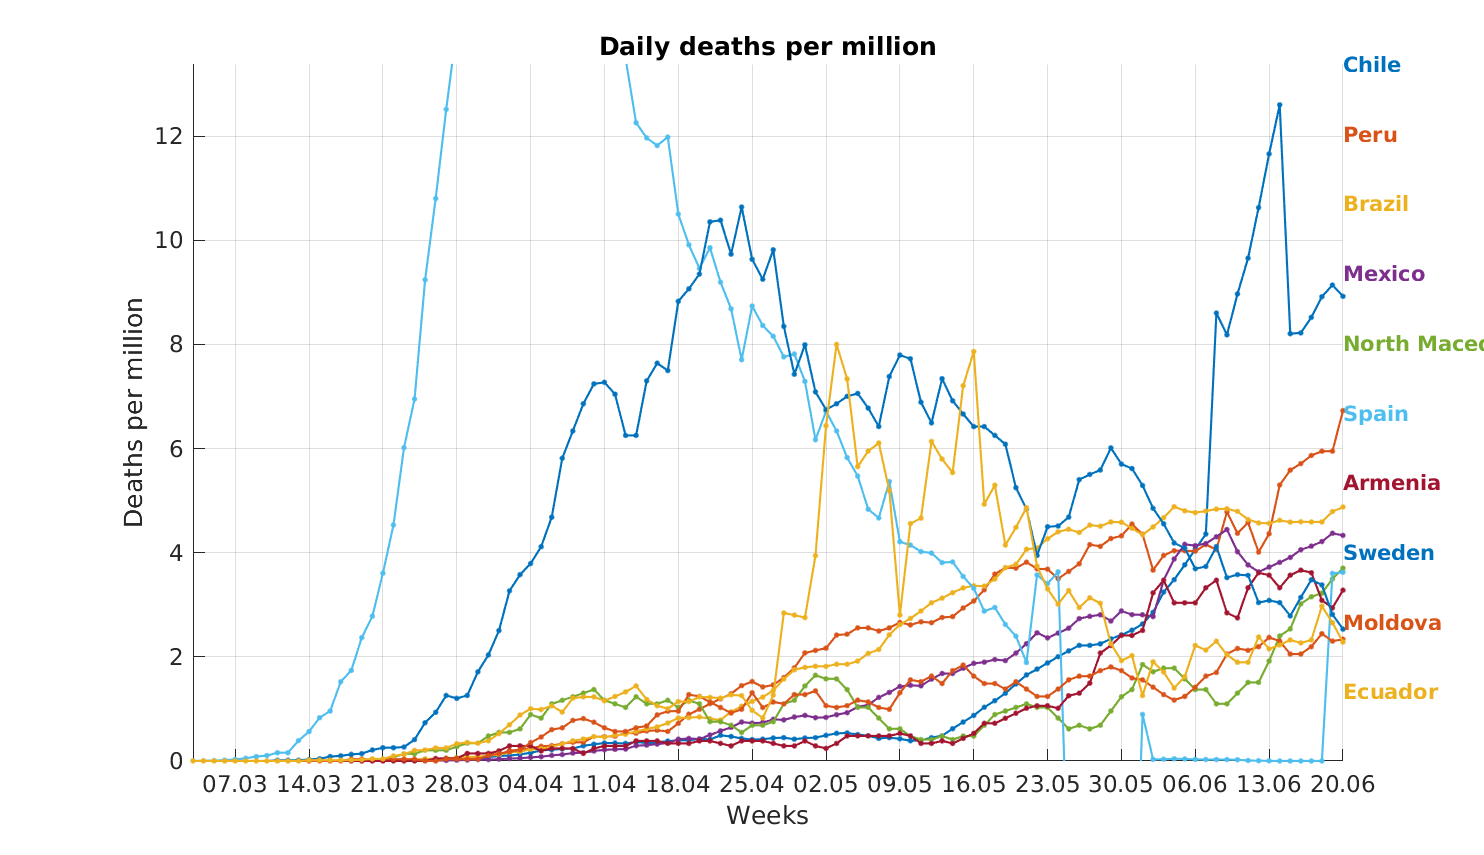 Daily deaths per million
Chile
Peru
Brazil
Mexico
North Maced
Spain
Armenia
Sweden
Moldova
Ecuador
12
10
8
6
4
2
0
Deaths per million
07.03 14.03 21.03 28.03 04.04 11.04 18.04 25.04 02.05 09.05 16.05 23.05 30.05 06.06 13.06 20.06
Weeks